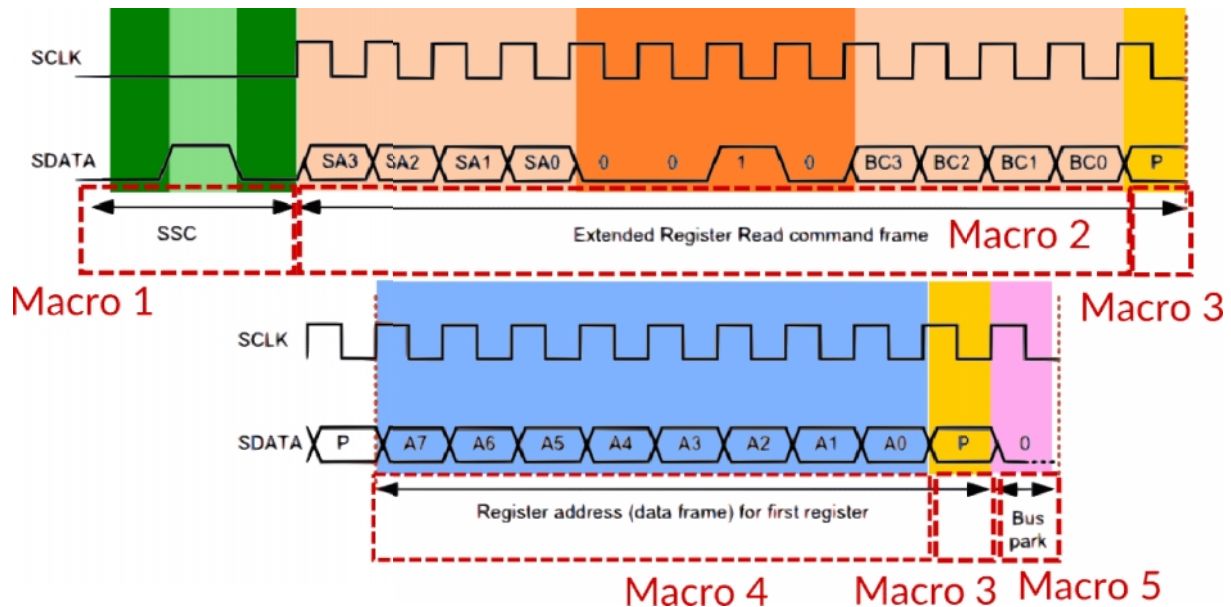 SCLK
SDATA SA3 SA2 SA1 SA0 0 0 1 0 BC3 BC2 BC1 BC0 P
SSC
Extended Register Read command frame
Macro 2
Macro 1
Macro 3
SCLK
SDATA P A7 A6 A5 A4 A3 A2 A1 A0 P 0
Register address (data frame) for first register
Bus
park
Macro 4
Macro 3
Macro 5